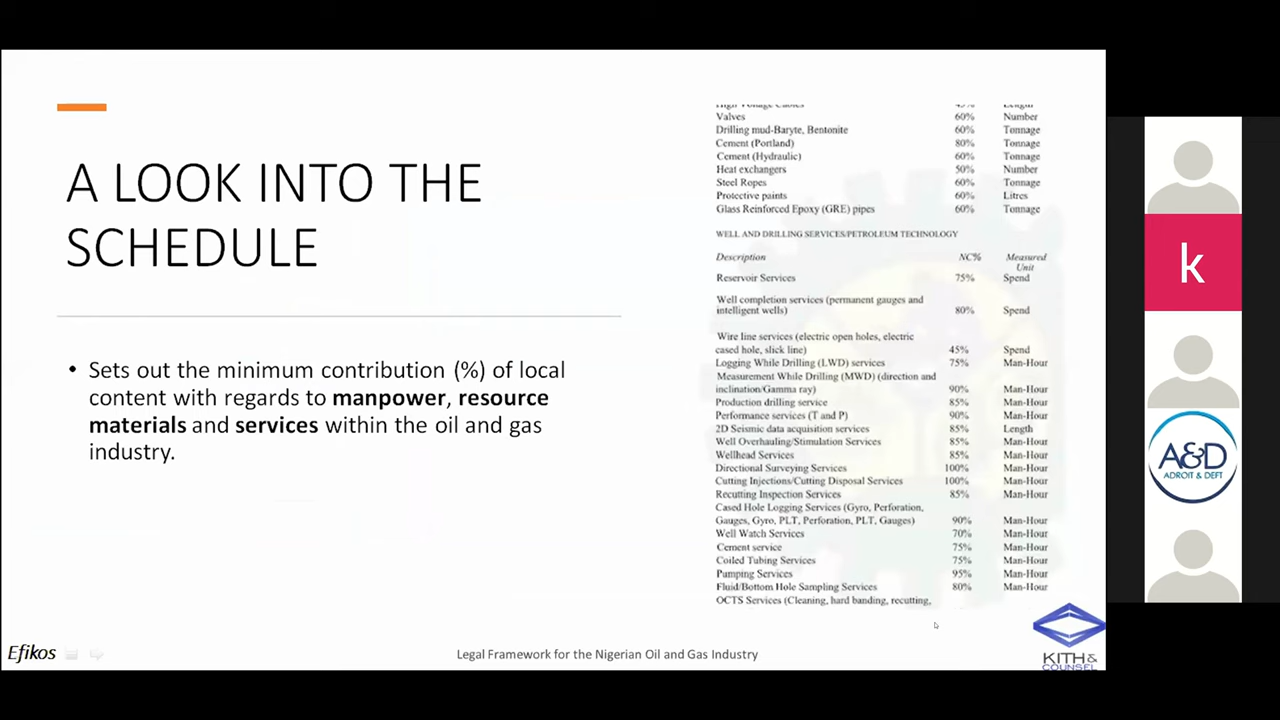 A LOOK INTO THE
SCHEDULE
• Sets out the minimum contribution (%) of local
content with regards to manpower, resource
materials and services within the oil and gas
industry.
High Voltage Cables 45% Length
Valves 60% Number
Drilling mud-Baryte, Bentonite 60% Tonnage
Cement (Portland) 80% Tonnage
Cement (Hydraulic) 60% Tonnage
Heat exchangers 50% Number
Steel Ropes 60% Tonnage
Protective paints 60% Litres
Glass Reinforced Epoxy (GRE) pipes 60% Tonnage
WELL AND DRILLING SERVICES/PETROLEUM TECHNOLOGY
Description NC% Measured
Unit
Reservoir Services 75% Spend
Well completion services (permanent gauges and
intelligent wells) 80% Spend
Wire line services (electric open holes, electric
cased hole, slick line) 45% Spend
Logging While Drilling (LWD) services 75% Man-Hour
Measurement While Drilling (MWD) (direction and
inclination/Gamma ray) 90% Man-Hour
Production drilling service 85% Man-Hour
Performance services (T and P) 90% Man-Hour
2D Seismic data acquisition services 85% Length
Well Overhauling/Stimulation Services 85% Man-Hour
Wellhead Services 85% Man-Hour
Directional Surveying Services 100% Man-Hour
Cutting Injections/Cutting Disposal Services 100% Man-Hour
Recutting Inspection Services 85% Man-Hour
Cased Hole Logging Services (Gyro, Perforation,
Gauges, Gyro, PLT, Perforation, PLT, Gauges) 90% Man-Hour
Well Watch Services 70% Man-Hour
Cement service 75% Man-Hour
Coiled Tubing Services 75% Man-Hour
Pumping Services 95% Man-Hour
Fluid/Bottom Hole Sampling Services 80% Man-Hour
OCTS Services (Cleaning, hard banding, recutting,
Efikos
Legal Framework for the Nigerian Oil and Gas Industry
KITH &
COUNSEL
k
A&D
ADROIT & DEFT